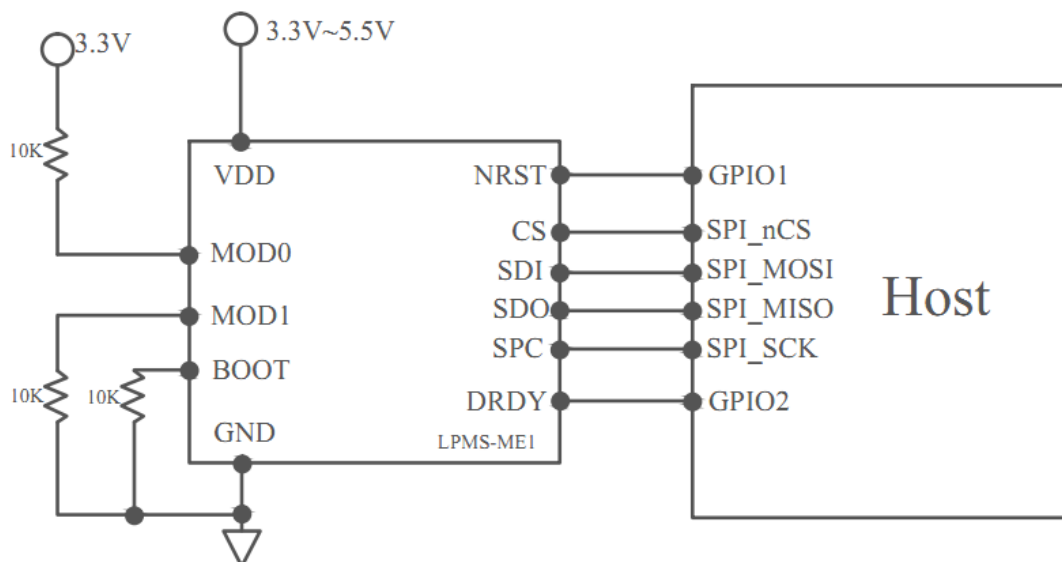 3.3V
3.3V~5.5V
10K
VDD
MOD0
MOD1
BOOT
10K
10K
GND
NRST
CS
SDI
SDO
SPC
DRDY
LPMS-ME1
GPIO1
SPI_nCS
SPI_MOSI
SPI_MISO
SPI_SCK
GPIO2
Host